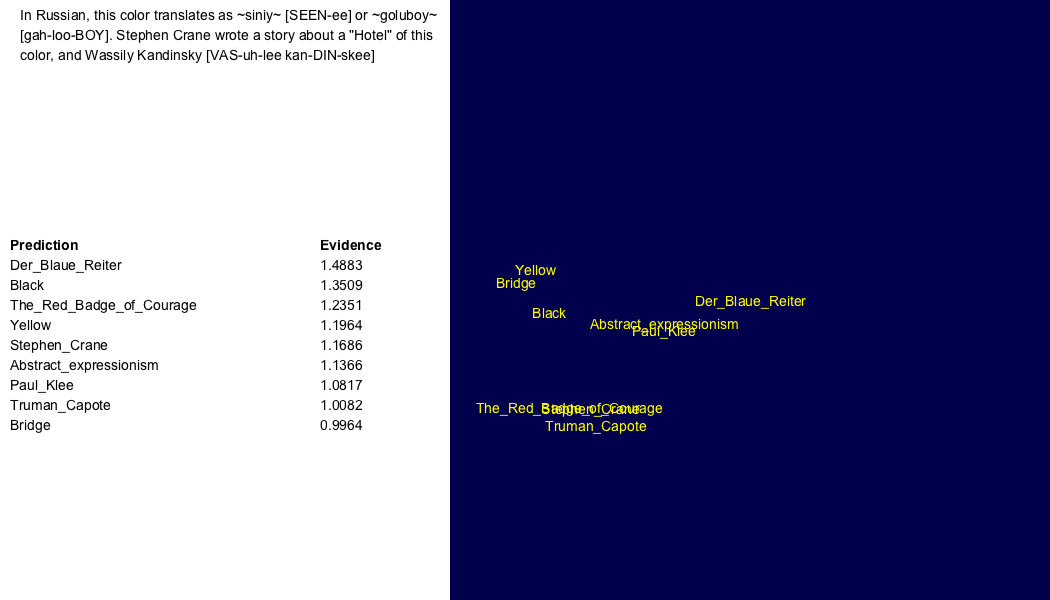 In Russian, this color translates as ~siniy~ [SEEN-ee] or ~goluboy~
[gah-loo-BOY]. Stephen Crane wrote a story about a "Hotel" of this
color, and Wassily Kandinsky [VAS-uh-lee kan-DIN-skee]
Prediction Evidence
Der_Blaue_Reiter 1.4883
Black 1.3509
The_Red_Badge_of_Courage 1.2351
Yellow 1.1964
Stephen_Crane 1.1686
Abstract_expressionism 1.1366
Paul_Klee 1.0817
Truman_Capote 1.0082
Bridge 0.9964
Yellow
Bridge
Der_Blaue_Reiter
Black
Abstract_expressionism
Paul_Klee
The_Red_Badge_of_Courage
Stephen_Crane
Truman_Capote